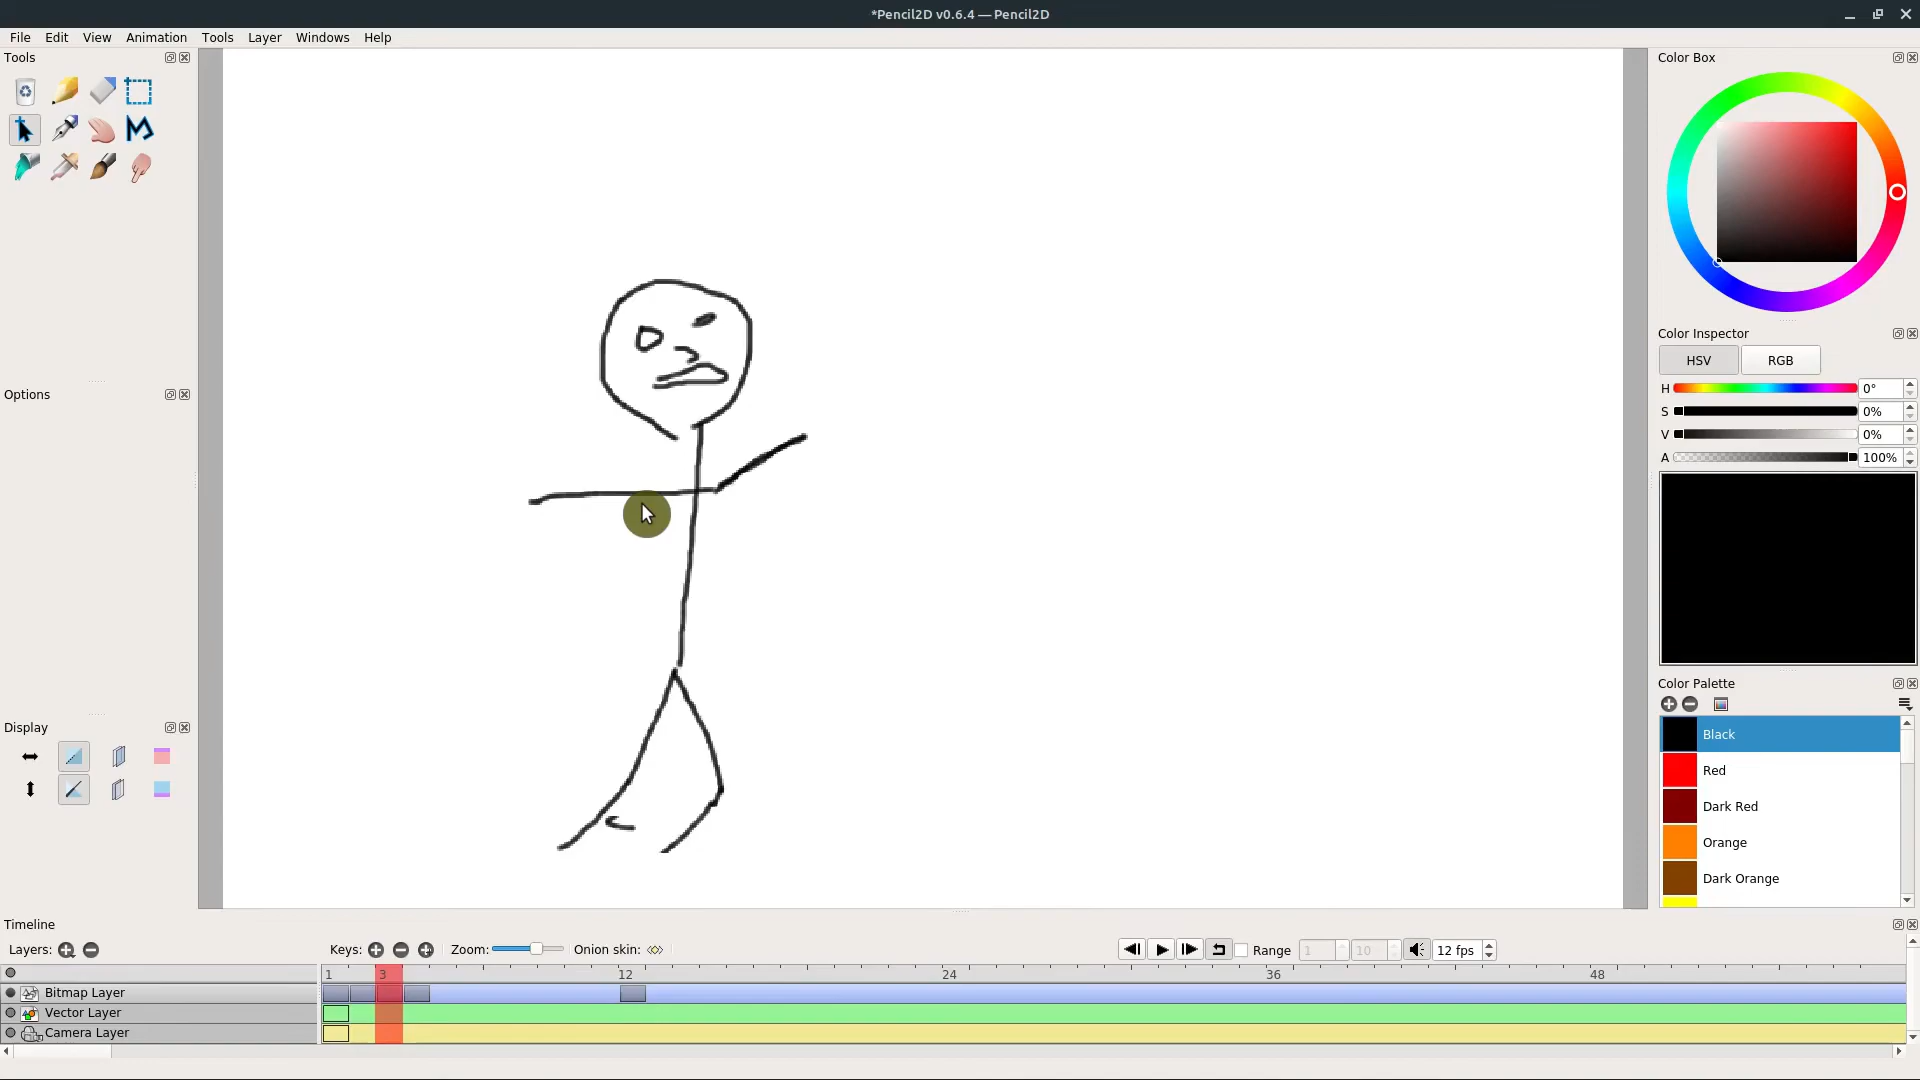 *Pencil2D v0.6.4 — Pencil2D
File Edit View Animation Tools Layer Windows Help
Tools
Options
Display
Color Box
Color Inspector
HSV RGB
H 0°
S 0%
V 0%
A 100%
Color Palette
Black
Red
Dark Red
Orange
Dark Orange
Timeline
Layers: Keys: Zoom: Onion skin: Range 1 10 12 fps
1 3 12 24 36 48
Bitmap Layer
Vector Layer
Camera Layer